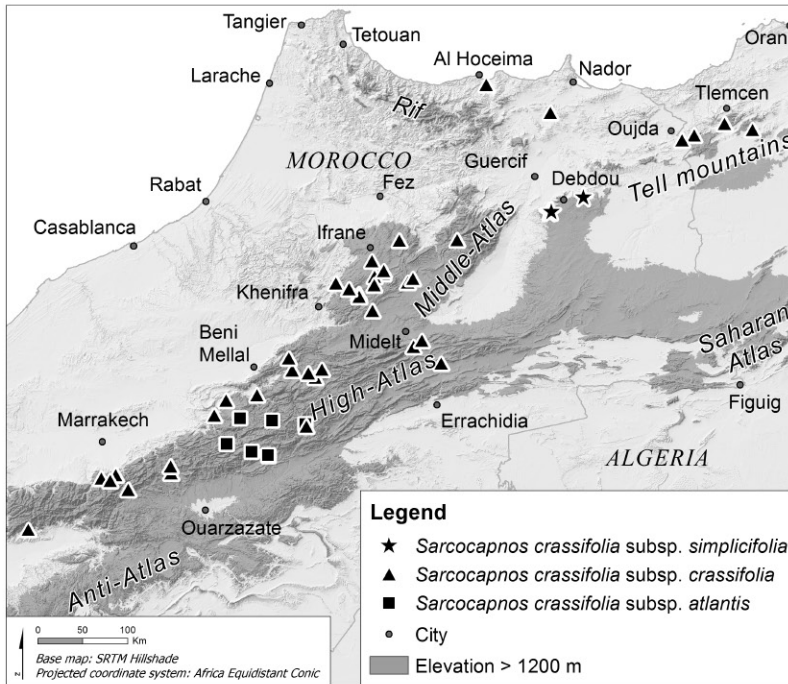 Tangier
Tetouan
Oran
Larache
Al Hoceima
Nador
Tlemcen
Rif
Oujda
MOROCCO
Guercif
Tell mountains
Fez
Debdou
Rabat
Casablanca
Ifrane
Middle-Atlas
Khenifra
Beni
Mellal
Midelt
Saharan
Atlas
High-Atlas
Marrakech
Errachidia
Figuig
ALGERIA
Ouarzazate
Anti-Atlas
Legend
Sarcocapnos crassifolia subsp. simplicifolia
Sarcocapnos crassifolia subsp. crassifolia
Sarcocapnos crassifolia subsp. atlantis
City
Elevation > 1200 m
0 50 100
Km
Base map: SRTM Hillshade
Projected coordinate system: Africa Equidistant Conic
z